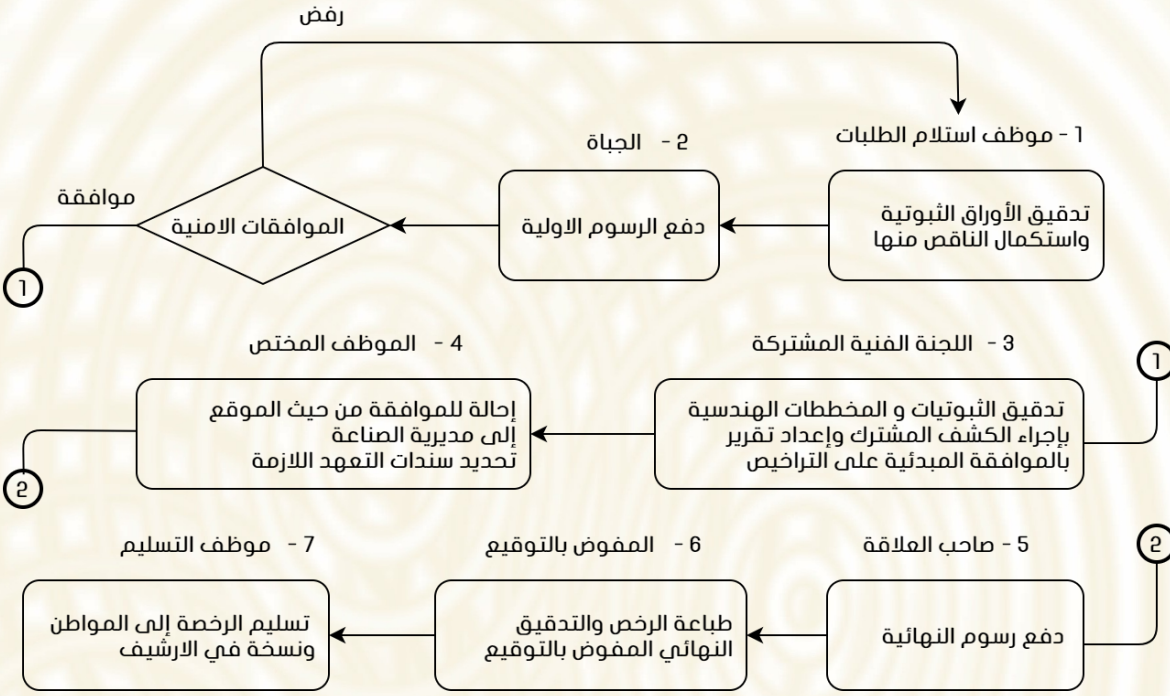 رفض
1 - موظف استلام الطلبات
2 - الجباة
تدقيق الأوراق الثبوتية
واستكمال الناقص منها
دفع الرسوم الاولية
الموافقات الامنية
موافقة
1
3 - اللجنة الفنية المشتركة
4 - الموظف المختص
1
تدقيق الثبوتيات و المخططات الهندسية
بإجراء الكشف المشترك وإعداد تقرير
بالموافقة المبدئية على التراخيص
إحالة للموافقة من حيث الموقع
إلى مديرية الصناعة
تحديد سندات التعهد اللازمة
2
2
5 - صاحب العلاقة
6 - المفوض بالتوقيع
7 - موظف التسليم
دفع رسوم النهائية
طباعة الرخص والتدقيق
النهائي المفوض بالتوقيع
تسليم الرخصة إلى المواطن
ونسخة في الارشيف